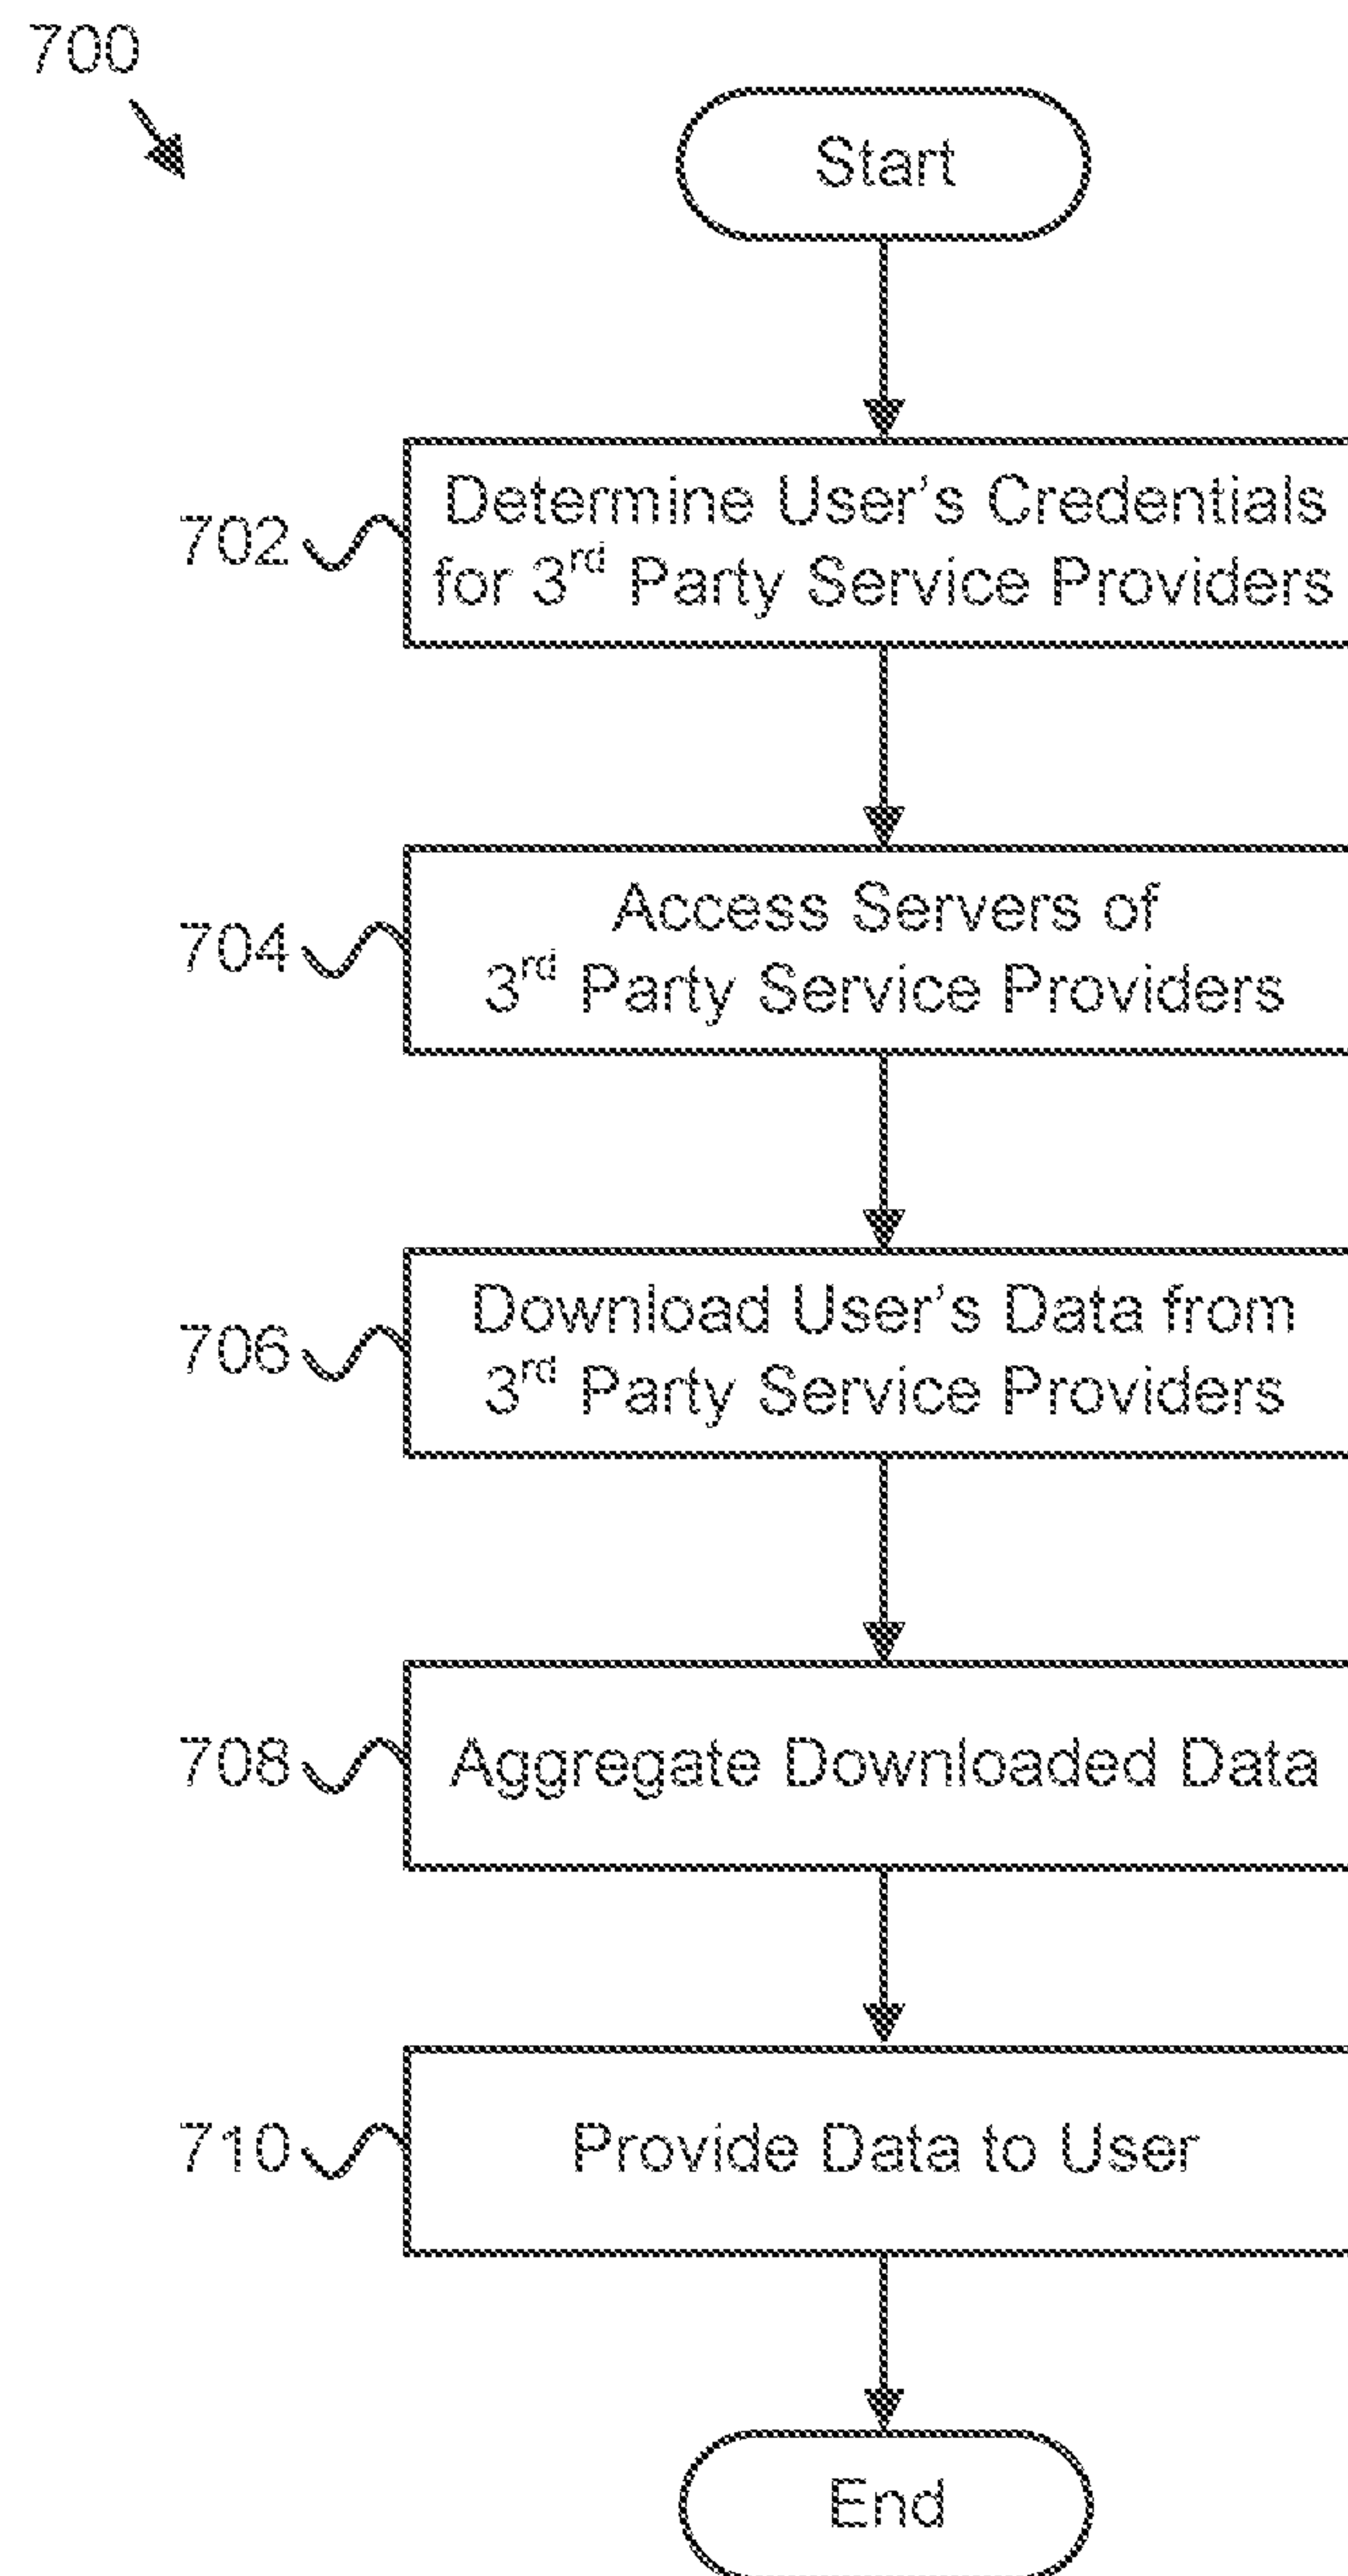 700
Start
702
Determine User's Credentials
for 3rd Party Service Providers
704
Access Servers of
3rd Party Service Providers
706
Download User's Data from
3rd Party Service Providers
708
Aggregate Downloaded Data
710
Provide Data to User
End